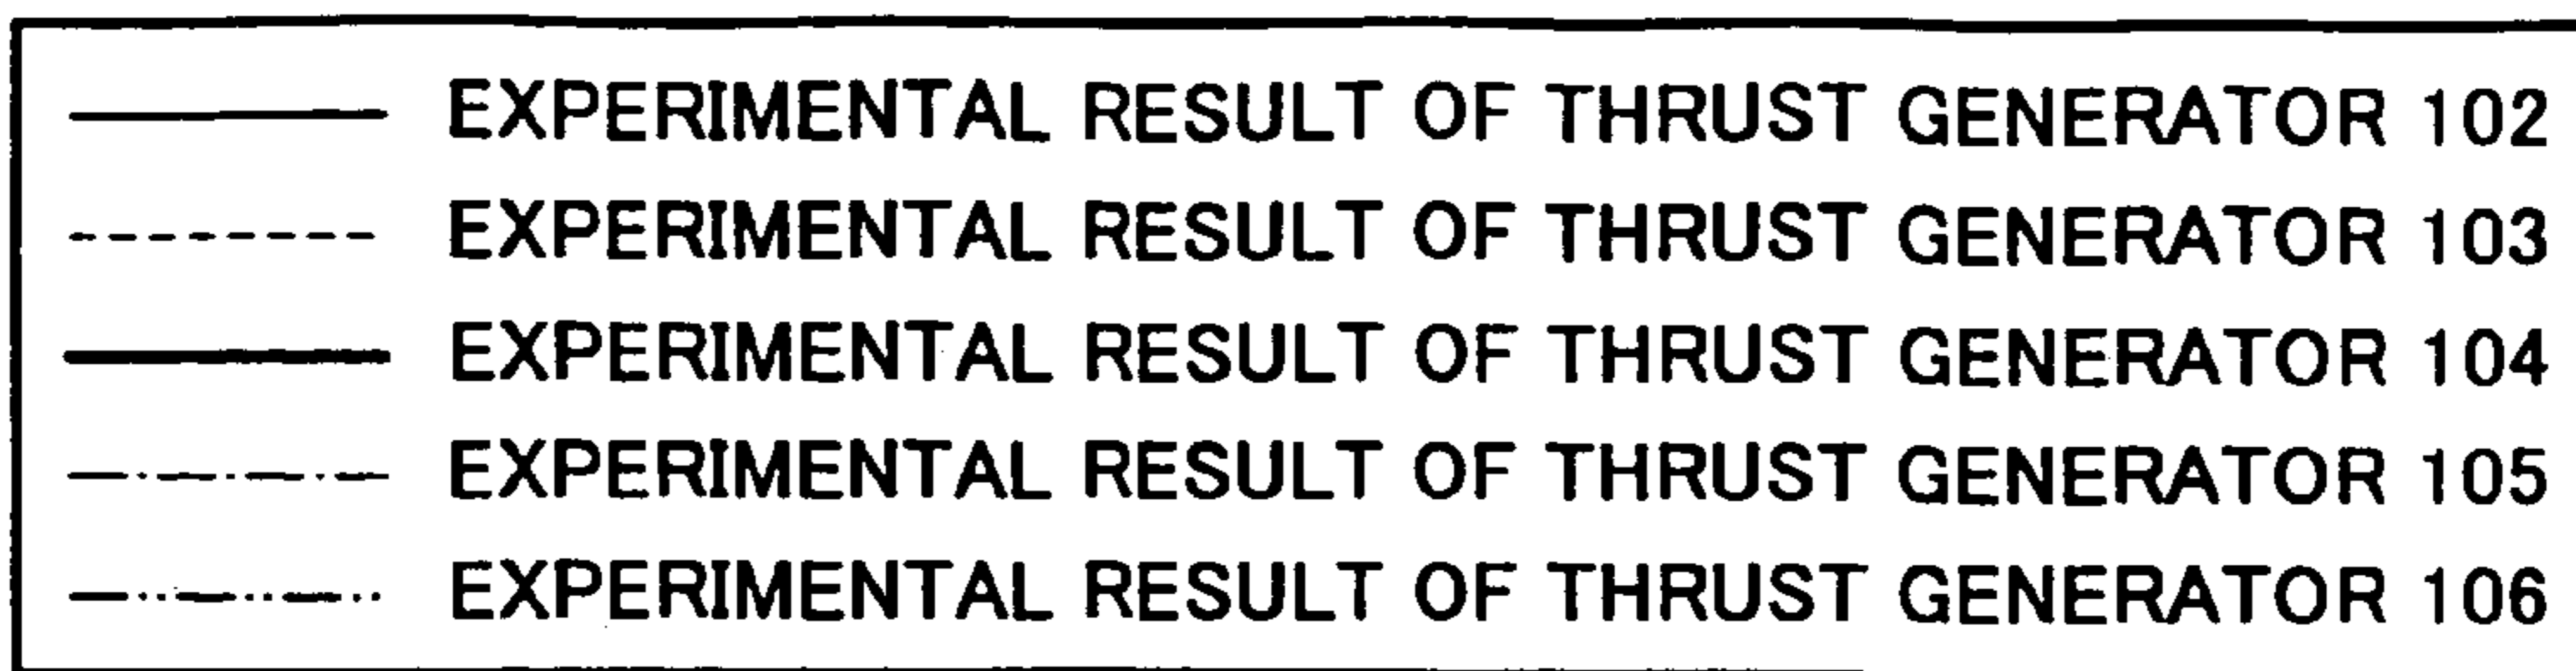 EXPERIMENTAL RESULT OF THRUST GENERATOR 102
EXPERIMENTAL RESULT OF THRUST GENERATOR 103
EXPERIMENTAL RESULT OF THRUST GENERATOR 104
EXPERIMENTAL RESULT OF THRUST GENERATOR 105
EXPERIMENTAL RESULT OF THRUST GENERATOR 106